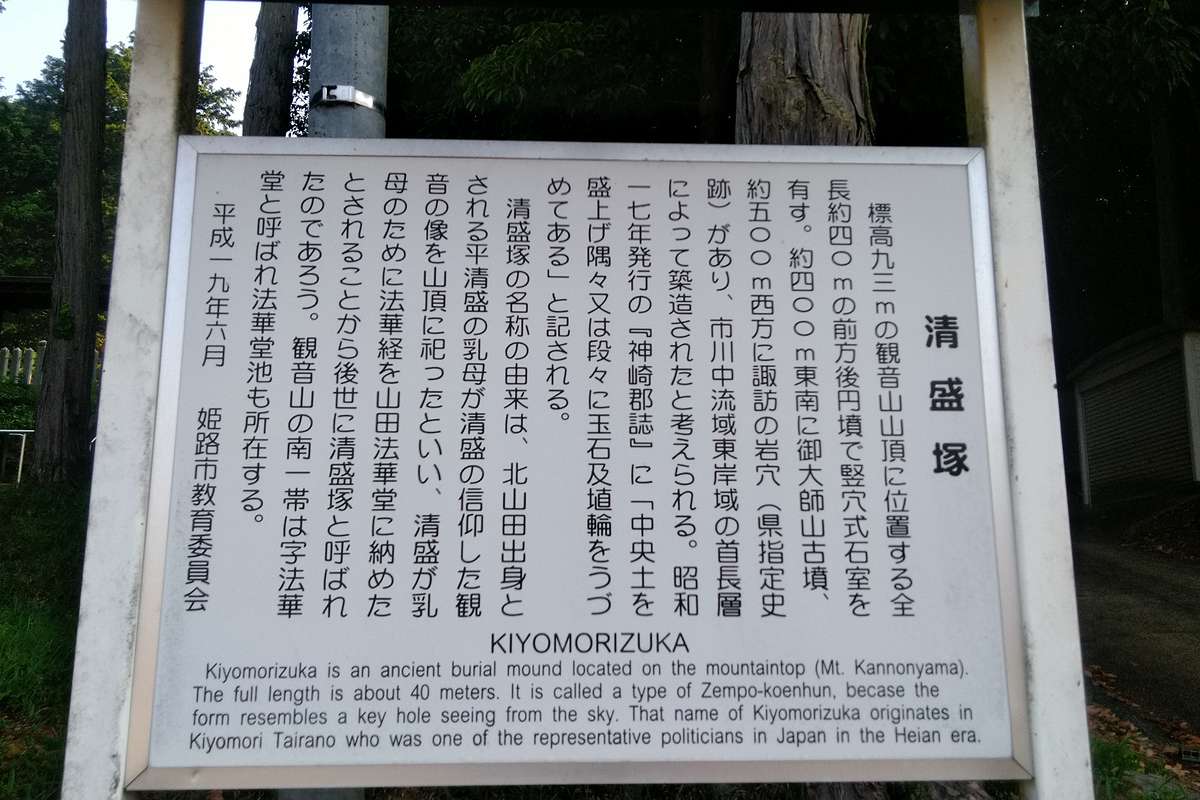 清盛塚
標高九三mの観音山山頂に位置する全
長約四〇mの前方後円墳で竪穴式石室を
有す。約四〇〇m東南に御大師山古墳、
約五〇〇m西方に諏訪の岩穴（県指定史
跡）があり、市川中流域東岸域の首長層
によって築造されたと考えられる。昭和
一七年発行の『神崎郡誌』に「中央土を
盛上げ隅々又は段々に玉石及埴輪をうづ
めてある」と記される。
清盛塚の名称の由来は、北山田出身と
される平清盛の乳母が清盛の信仰した観
音の像を山頂に祀ったといい、清盛が乳
母のために法華経を山田法華堂に納めた
とされることから後世に清盛塚と呼ばれ
たのであろう。観音山の南一帯は字法華
堂と呼ばれ法華堂池も所在する。
平成一九年六月　姫路市教育委員会
KIYOMORIZUKA
Kiyomorizuka is an ancient burial mound located on the mountaintop (Mt. Kannonyama).
The full length is about 40 meters. It is called a type of Zempo-koenhun, becase the
form resembles a key hole seeing from the sky. That name of Kiyomorizuka originates in
Kiyomori Tairano who was one of the representative politicians in Japan in the Heian era.